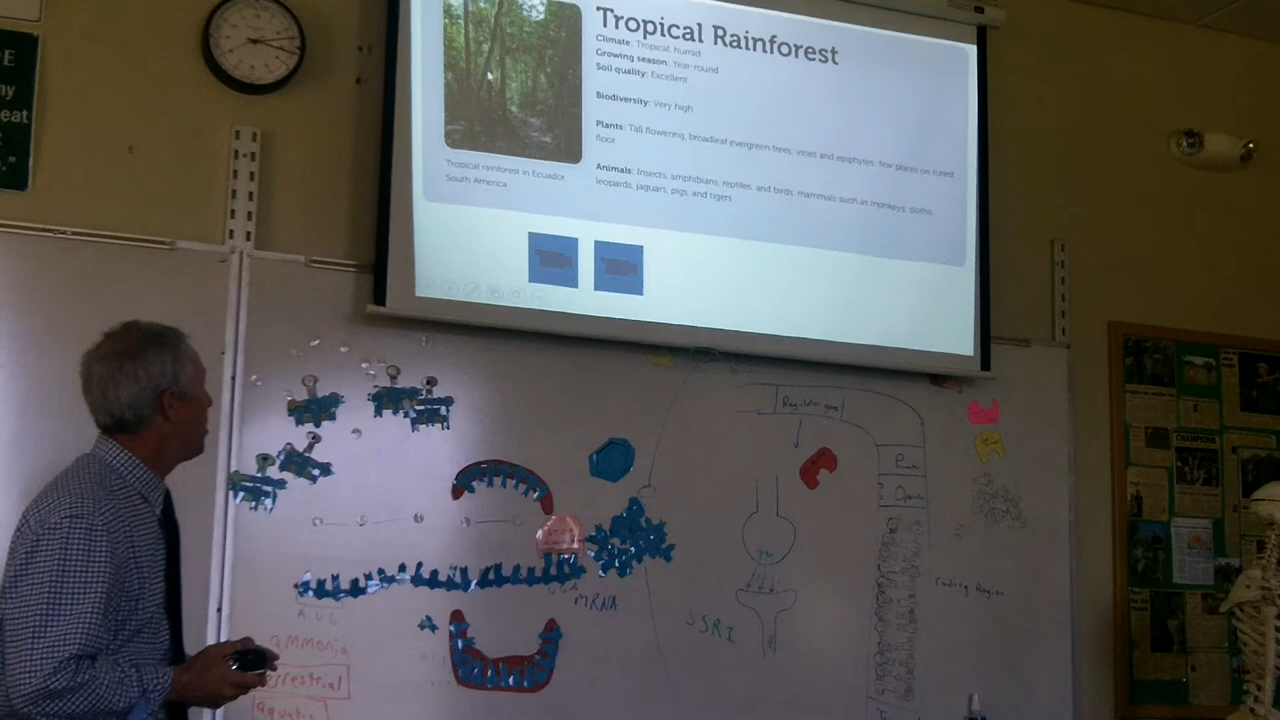 Tropical Rainforest
Climate: Tropical, humid
Growing season: Year-round
Soil quality: Excellent
Biodiversity: Very high
Plants: Tall flowering, broadleaf evergreen trees; vines and epiphytes; few plants on forest
floor
Animals: Insects, amphibians, reptiles, and birds; mammals such as monkeys, sloths,
leopards, jaguars, pigs, and tigers
Tropical rainforest in Ecuador
South America
eat
Regulator gene
Coding Region
MRNA
SSRI
AUG
ammonia
terrestrial
aquatic
CHAMPIONS